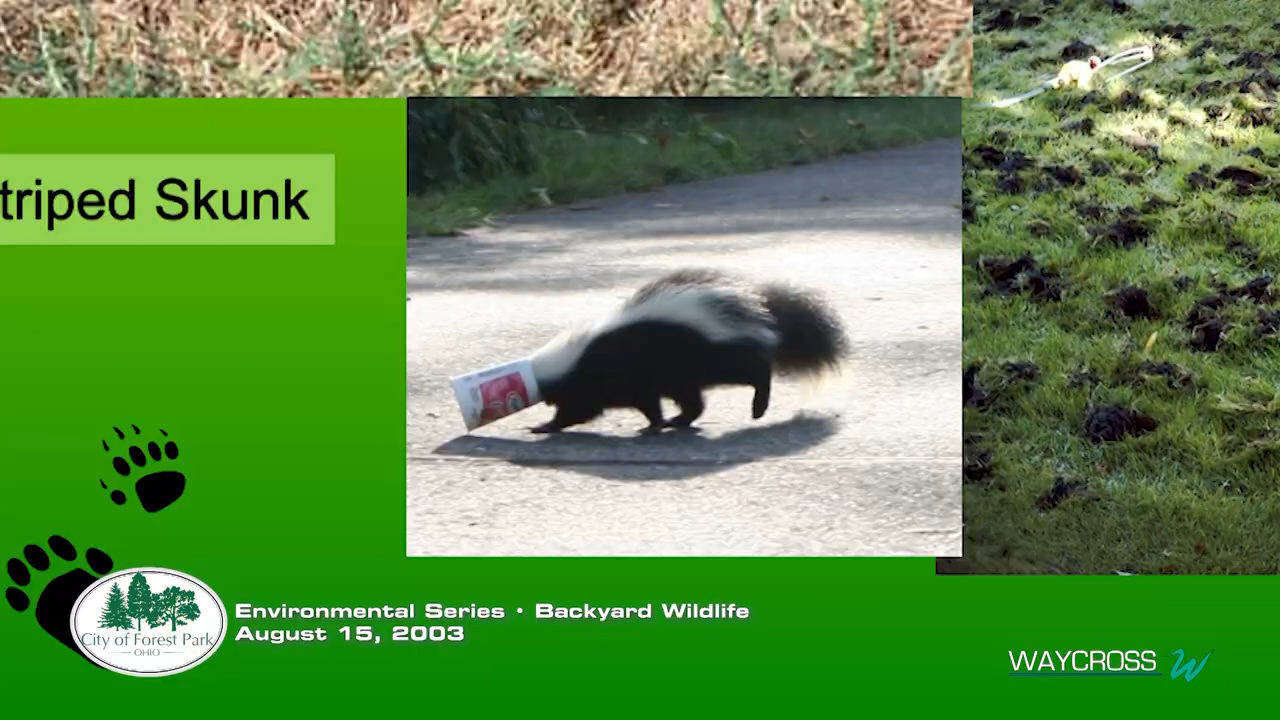 triped Skunk
Environmental Series • Backyard Wildlife
August 15, 2003
City of Forest Park
OHIO
WAYCROSS